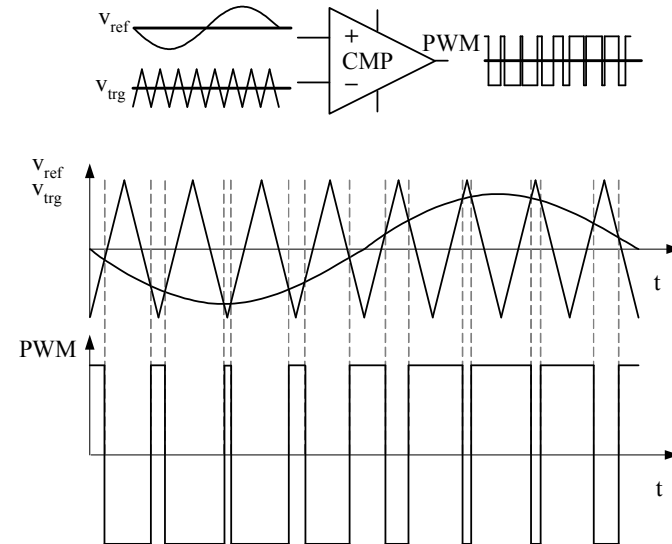 v_ref
+
CMP
PWM
v_trg
−
v_ref
v_trg
t
PWM
t